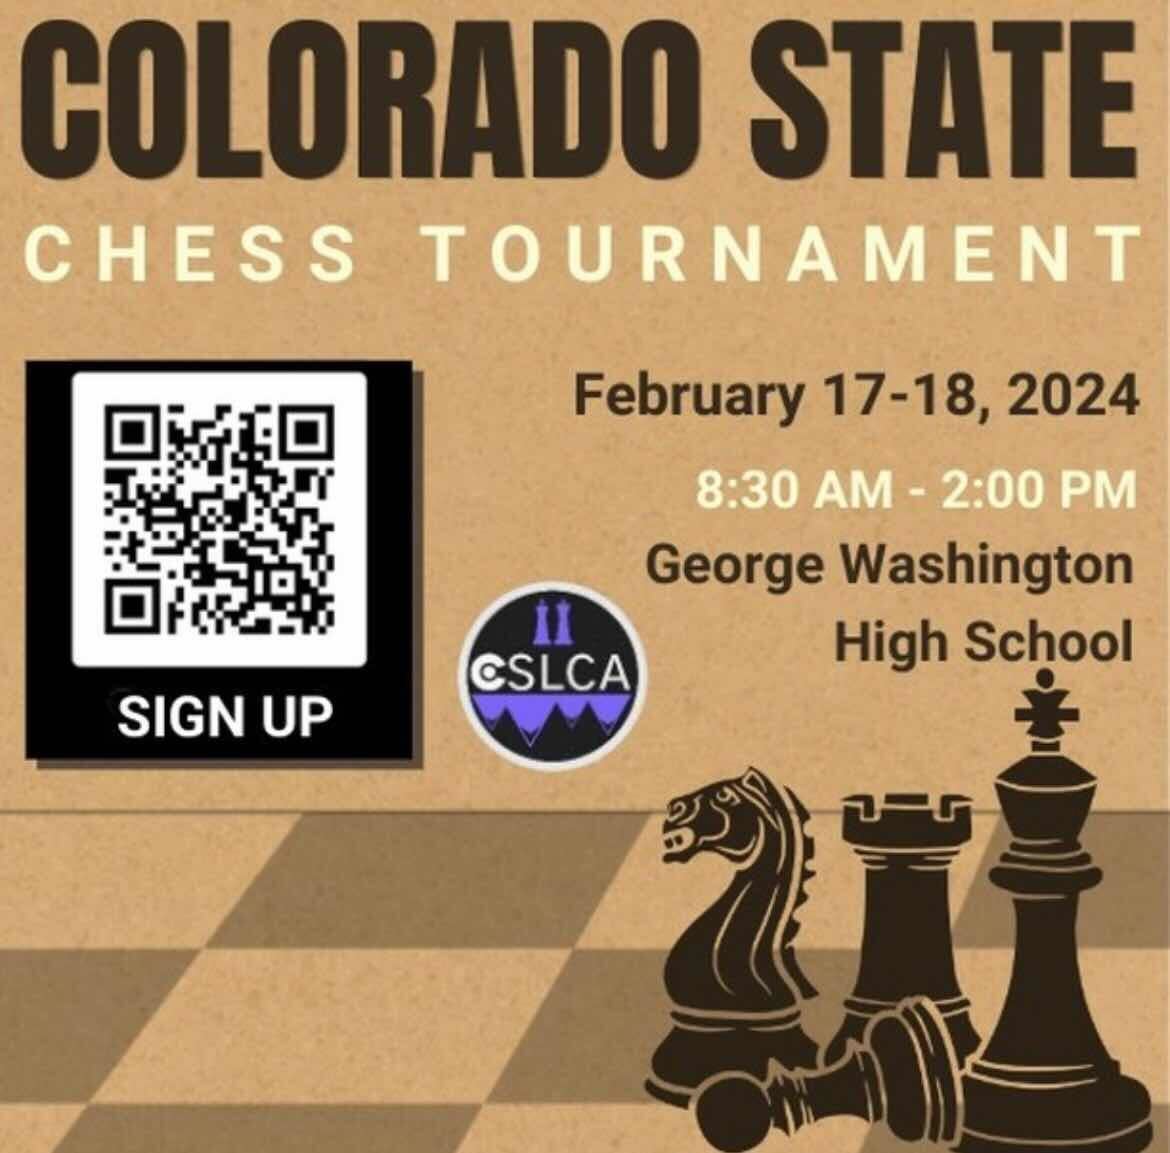 COLORADO STATE
CHESS TOURNAMENT
February 17-18, 2024
8:30 AM - 2:00 PM
George Washington
High School
SIGN UP
CSLCA